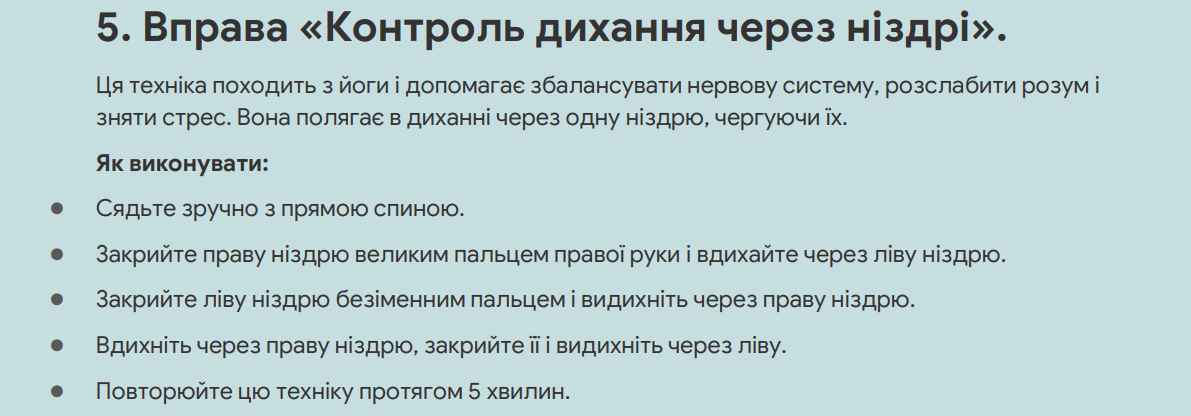 5. Вправа «Контроль дихання через ніздрі».
Ця техніка походить з йоги і допомагає збалансувати нервову систему, розслабити розум і
зняти стрес. Вона полягає в диханні через одну ніздрю, чергуючи їх.
Як виконувати:
● Сядьте зручно з прямою спиною.
● Закрийте праву ніздрю великим пальцем правої руки і вдихайте через ліву ніздрю.
● Закрийте ліву ніздрю безіменним пальцем і видихніть через праву ніздрю.
● Вдихніть через праву ніздрю, закрийте її і видихніть через ліву.
● Повторюйте цю техніку протягом 5 хвилин.